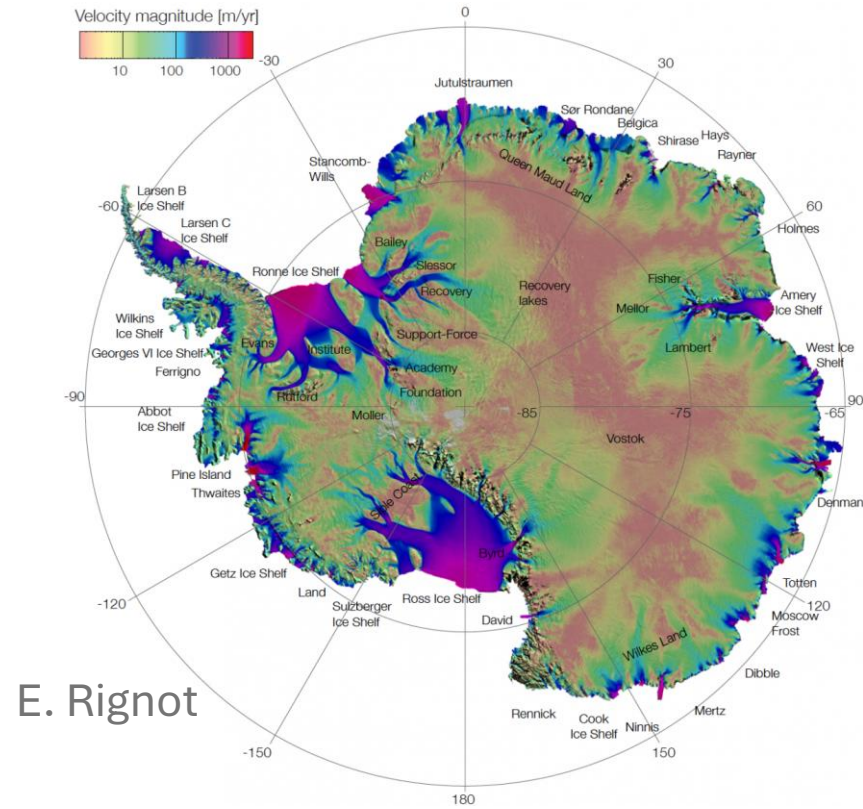 Velocity magnitude [m/yr]
10
100
1000
0
-30
30
Jutulstraumen
Sør Rondane
Belgica
Shirase
Hays
Rayner
Stancomb-
Wills
Queen Maud Land
Larsen B
Ice Shelf
-60
Larsen C
Ice Shelf
60
Holmes
Bailey
Slessor
Recovery
Ronne Ice Shelf
Recovery
lakes
Fisher
Mellor
Amery
Ice Shelf
Wilkins
Ice Shelf
Georges VI Ice Shelf
Ferrigno
Evans
Institute
Support-Force
Academy
Foundation
Lambert
West Ice
Shelf
Rutford
Moller
-90
-85
-75
-65
90
Abbot
Ice Shelf
Vostok
Pine Island
Thwaites
Siple Coast
Denman
Getz Ice Shelf
Land
Sulzberger
Ice Shelf
Ross Ice Shelf
Byrd
David
-120
Totten
120
Moscow
Frost
Wilkes Land
Dibble
Mertz
Ninnis
Cook
Ice Shelf
Rennick
E. Rignot
-150
150
180